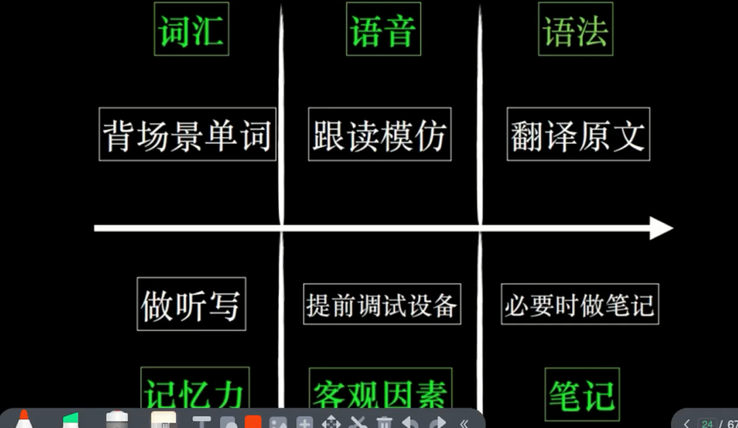 词汇 语音 语法
背场景单词 跟读模仿 翻译原文
做听写 提前调试设备 必要时做笔记
记忆力 客观因素 笔记
24 / 67